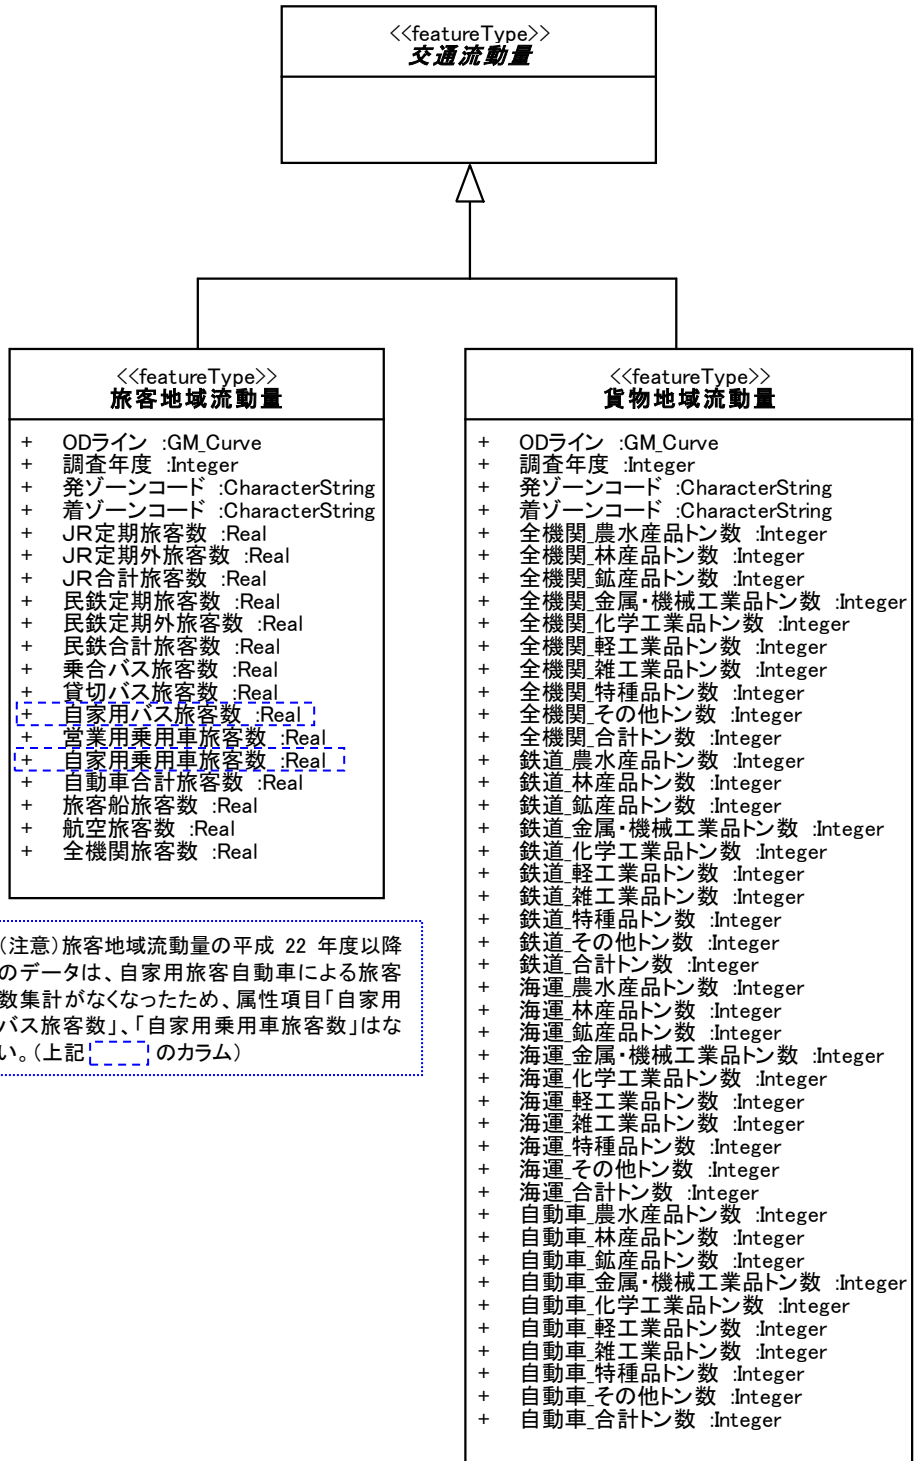 <<featureType>>
交通流動量
<<featureType>>
旅客地域流動量
+ ODライン :GM_Curve
+ 調査年度 :Integer
+ 発ゾーンコード :CharacterString
+ 着ゾーンコード :CharacterString
+ JR定期旅客数 :Real
+ JR定期外旅客数 :Real
+ JR合計旅客数 :Real
+ 民鉄定期旅客数 :Real
+ 民鉄定期外旅客数 :Real
+ 民鉄合計旅客数 :Real
+ 乗合バス旅客数 :Real
+ 貸切バス旅客数 :Real
+ 自家用バス旅客数 :Real
+ 営業用乗用車旅客数 :Real
+ 自家用乗用車旅客数 :Real
+ 自動車合計旅客数 :Real
+ 旅客船旅客数 :Real
+ 航空旅客数 :Real
+ 全機関旅客数 :Real
(注意)旅客地域流動量の平成 22 年度以降
のデータは、自家用旅客自動車による旅客
数集計がなくなったため、属性項目「自家用
バス旅客数」、「自家用乗用車旅客数」はな
い。(上記 のカラム)
<<featureType>>
貨物地域流動量
+ ODライン :GM_Curve
+ 調査年度 :Integer
+ 発ゾーンコード :CharacterString
+ 着ゾーンコード :CharacterString
+ 全機関_農水産品トン数 :Integer
+ 全機関_林産品トン数 :Integer
+ 全機関_鉱産品トン数 :Integer
+ 全機関_金属・機械工業品トン数 :Integer
+ 全機関_化学工業品トン数 :Integer
+ 全機関_軽工業品トン数 :Integer
+ 全機関_雑工業品トン数 :Integer
+ 全機関_特種品トン数 :Integer
+ 全機関_その他トン数 :Integer
+ 全機関_合計トン数 :Integer
+ 鉄道_農水産品トン数 :Integer
+ 鉄道_林産品トン数 :Integer
+ 鉄道_鉱産品トン数 :Integer
+ 鉄道_金属・機械工業品トン数 :Integer
+ 鉄道_化学工業品トン数 :Integer
+ 鉄道_軽工業品トン数 :Integer
+ 鉄道_雑工業品トン数 :Integer
+ 鉄道_特種品トン数 :Integer
+ 鉄道_その他トン数 :Integer
+ 鉄道_合計トン数 :Integer
+ 海運_農水産品トン数 :Integer
+ 海運_林産品トン数 :Integer
+ 海運_鉱産品トン数 :Integer
+ 海運_金属・機械工業品トン数 :Integer
+ 海運_化学工業品トン数 :Integer
+ 海運_軽工業品トン数 :Integer
+ 海運_雑工業品トン数 :Integer
+ 海運_特種品トン数 :Integer
+ 海運_その他トン数 :Integer
+ 海運_合計トン数 :Integer
+ 自動車_農水産品トン数 :Integer
+ 自動車_林産品トン数 :Integer
+ 自動車_鉱産品トン数 :Integer
+ 自動車_金属・機械工業品トン数 :Integer
+ 自動車_化学工業品トン数 :Integer
+ 自動車_軽工業品トン数 :Integer
+ 自動車_雑工業品トン数 :Integer
+ 自動車_特種品トン数 :Integer
+ 自動車_その他トン数 :Integer
+ 自動車_合計トン数 :Integer